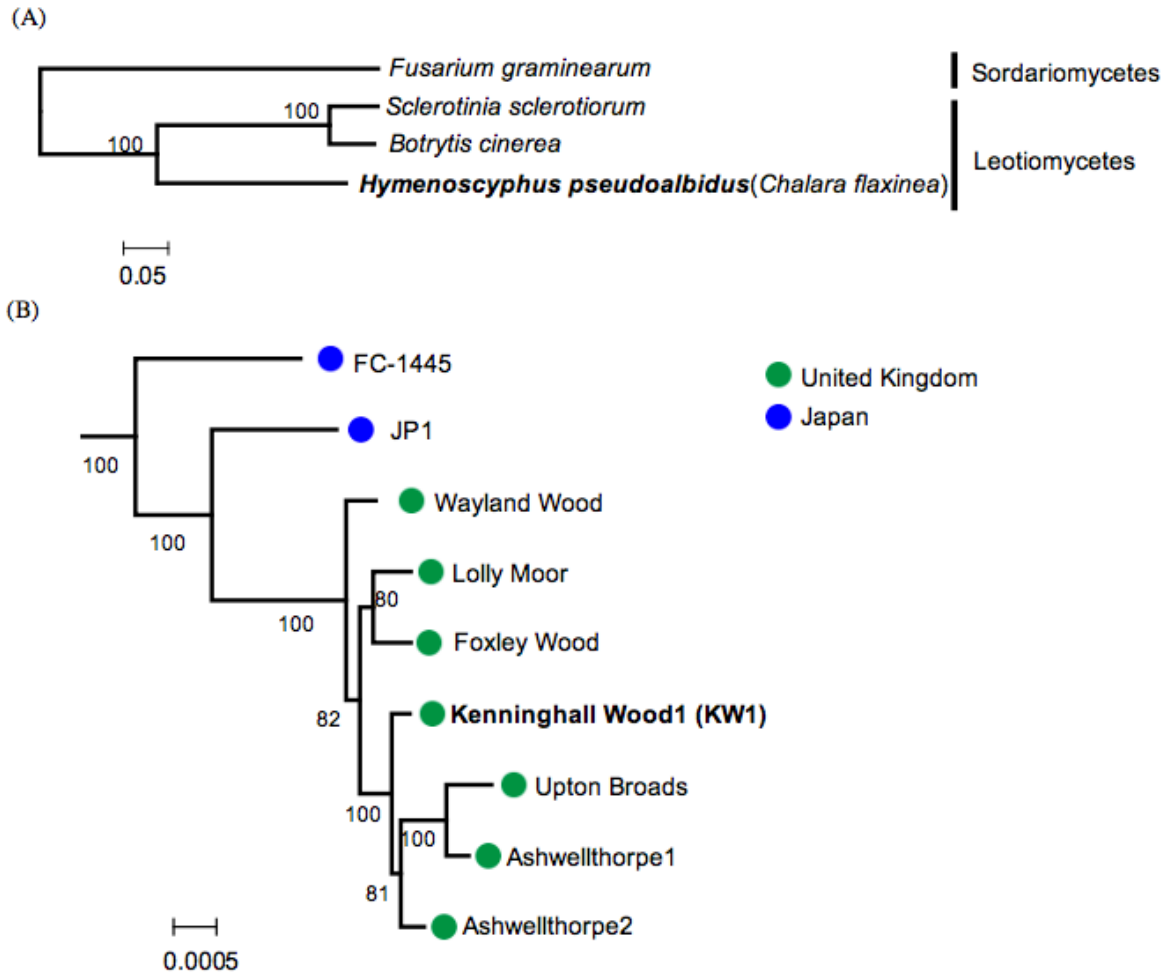 (A)
Fusarium graminearum
Sordariomycetes
100
Sclerotinia sclerotiorum
100
Botrytis cinerea
Leotiomycetes
Hymenoscyphus pseudoalbidus(Chalara flaxinea)
0.05
(B)
FC-1445
United Kingdom
Japan
JP1
100
Wayland Wood
100
Lolly Moor
80
100
Foxley Wood
82
Kenninghall Wood1 (KW1)
Upton Broads
100
100
Ashwellthorpe1
81
Ashwellthorpe2
0.0005